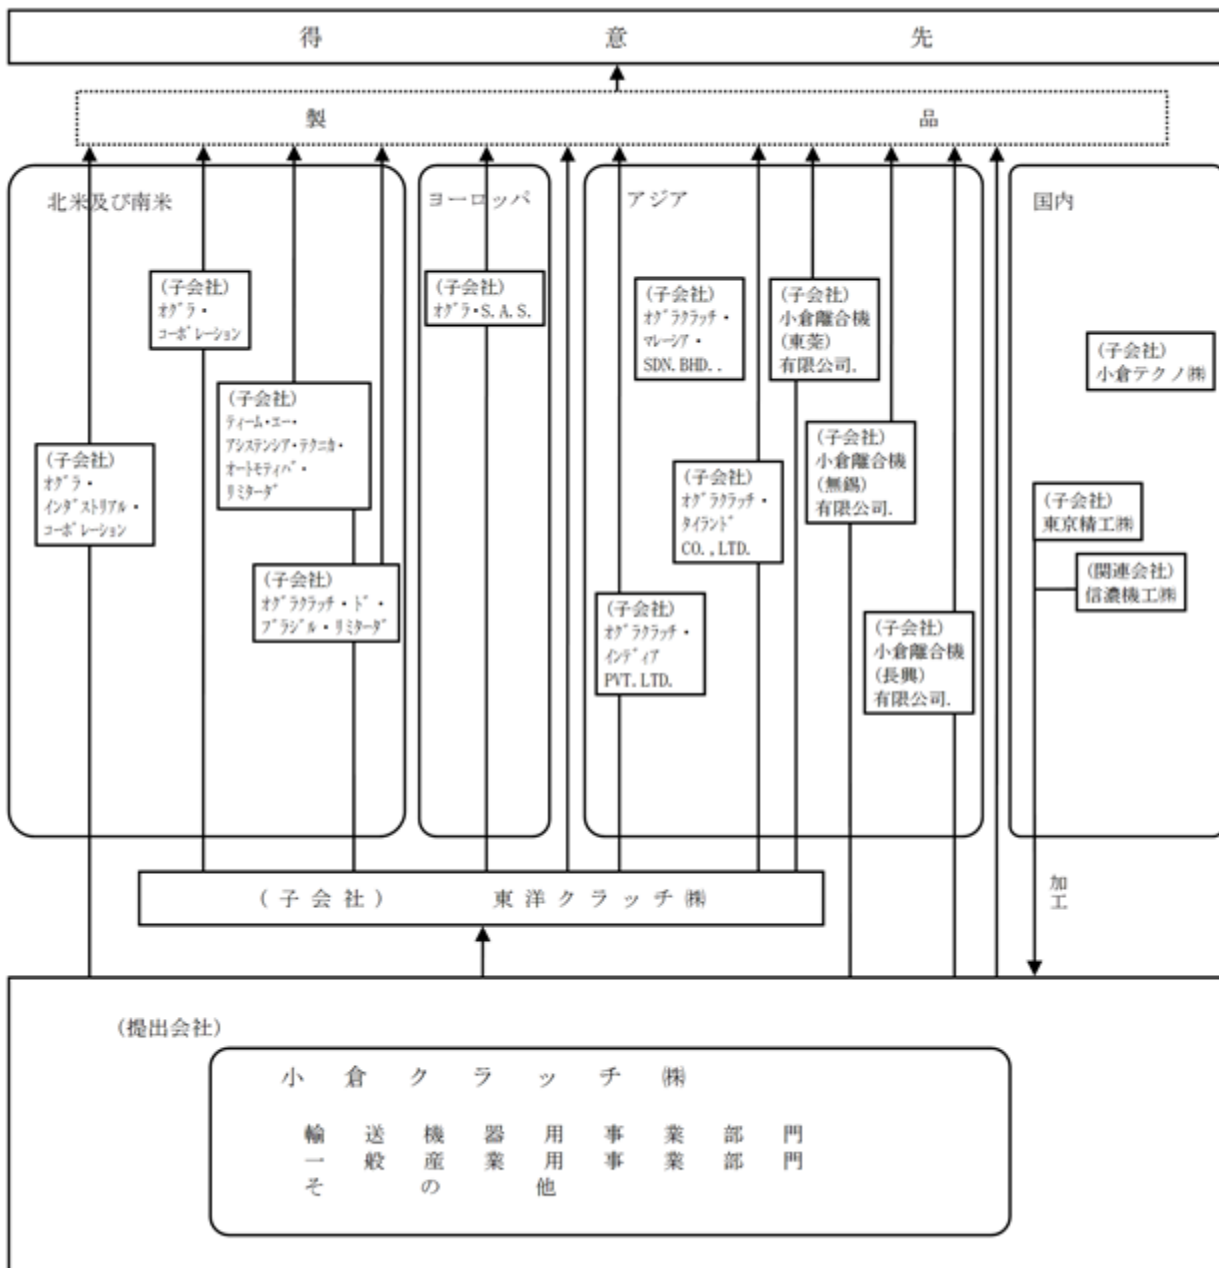 得意先
製品
北米及び南米
ヨーロッパ
アジア
国内
(子会社)
オグラ・
コーポレーション
(子会社)
オグラ・S.A.S.
(子会社)
オグラクラッチ・
マレーシア・
SDN.BHD..
(子会社)
小倉離合機
(東莞)
有限公司.
(子会社)
小倉テクノ㈱
(子会社)
ティーム・エー・
アシステンシア・テクニカ・
オートモティバ・
リミターダ
(子会社)
オグラ・
インダストリアル・
コーポレーション
(子会社)
オグラクラッチ・
タイランド
CO.,LTD.
(子会社)
小倉離合機
(無錫)
有限公司.
(子会社)
東京精工㈱
(関連会社)
信濃機工㈱
(子会社)
オグラクラッチ・ド・
ブラジル・リミターダ
(子会社)
オグラクラッチ・
インディア
PVT.LTD.
(子会社)
小倉離合機
(長興)
有限公司.
(子会社) 東洋クラッチ㈱
加工
(提出会社)
小倉クラッチ㈱
輸送機器用事業部門
一般産業用事業部門
その他